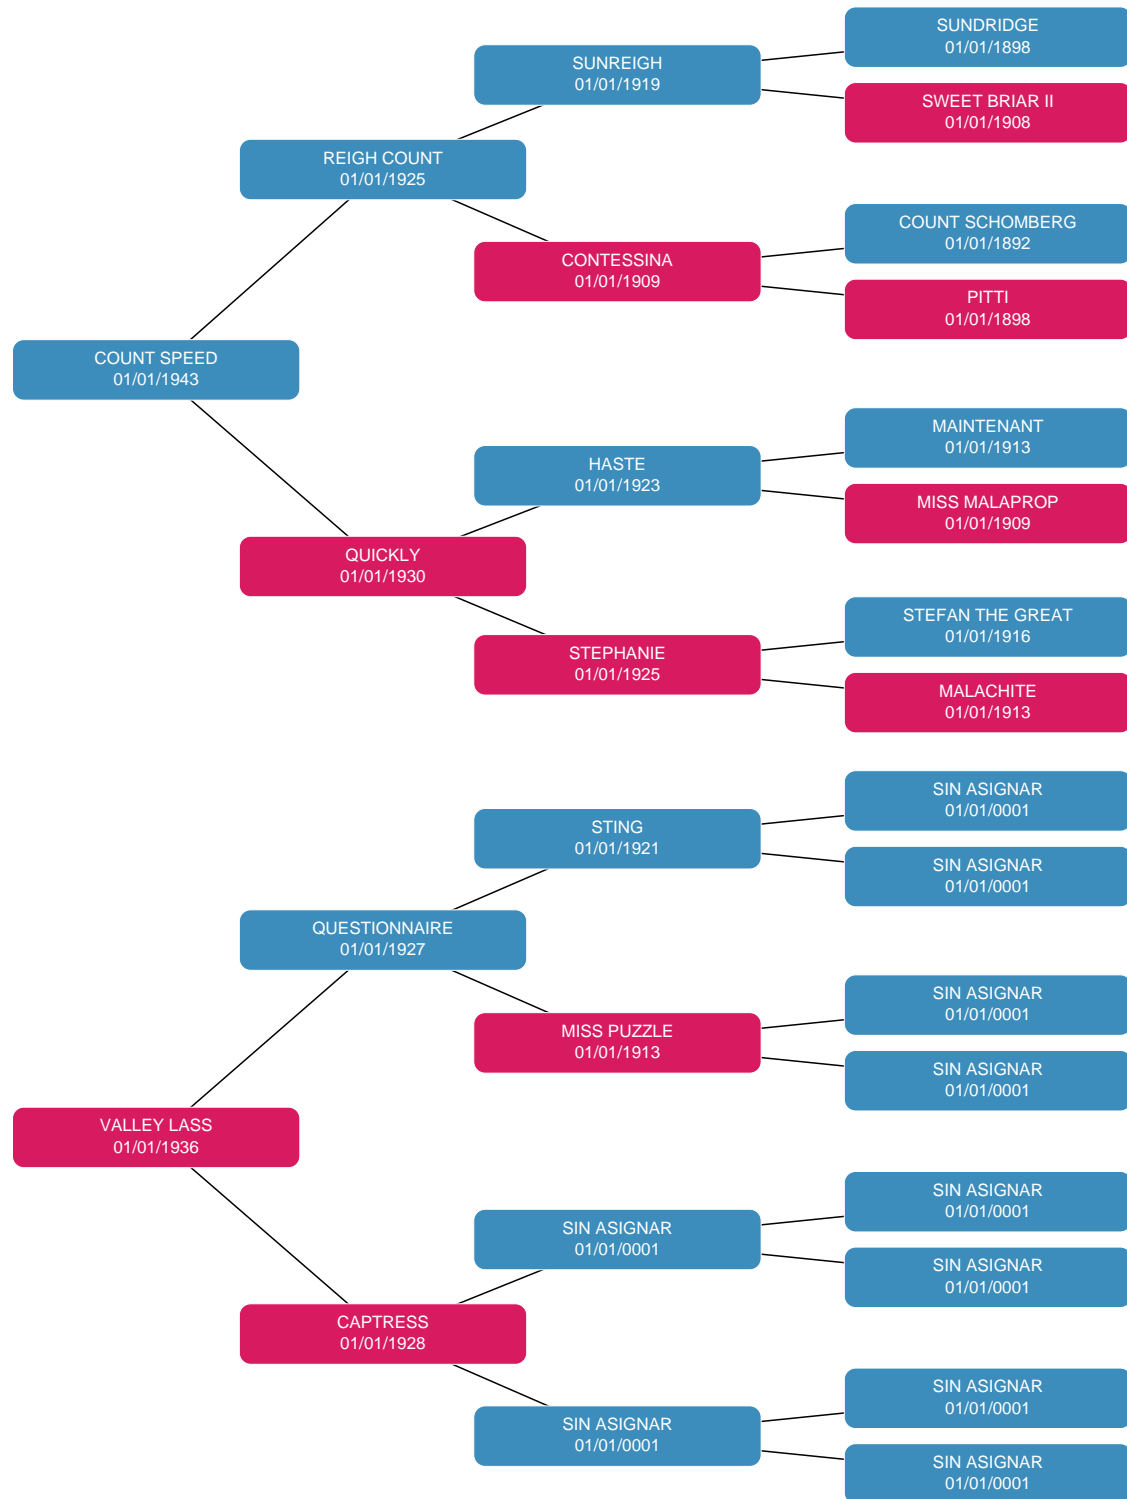 SUNDRIDGE
01/01/1898
SUNREIGH
01/01/1919
SWEET BRIAR II
01/01/1908
REIGH COUNT
01/01/1925
COUNT SCHOMBERG
01/01/1892
CONTESSINA
01/01/1909
PITTI
01/01/1898
COUNT SPEED
01/01/1943
MAINTENANT
01/01/1913
HASTE
01/01/1923
MISS MALAPROP
01/01/1909
QUICKLY
01/01/1930
STEFAN THE GREAT
01/01/1916
STEPHANIE
01/01/1925
MALACHITE
01/01/1913
SIN ASIGNAR
01/01/0001
STING
01/01/1921
SIN ASIGNAR
01/01/0001
QUESTIONNAIRE
01/01/1927
SIN ASIGNAR
01/01/0001
MISS PUZZLE
01/01/1913
SIN ASIGNAR
01/01/0001
VALLEY LASS
01/01/1936
SIN ASIGNAR
01/01/0001
SIN ASIGNAR
01/01/0001
SIN ASIGNAR
01/01/0001
CAPTRESS
01/01/1928
SIN ASIGNAR
01/01/0001
SIN ASIGNAR
01/01/0001
SIN ASIGNAR
01/01/0001